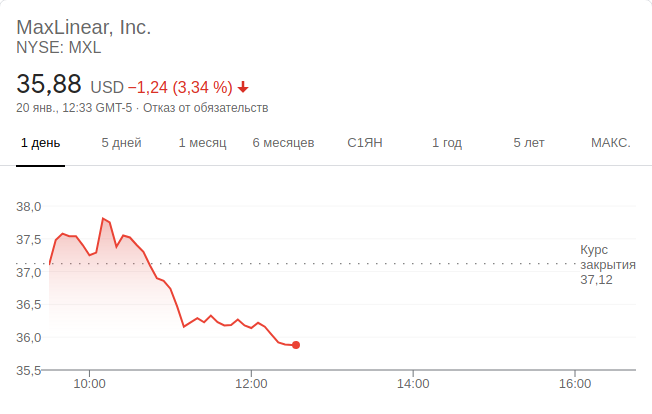 MaxLinear, Inc.
NYSE: MXL
35,88 USD −1,24 (3,34 %)
20 янв., 12:33 GMT-5 · Отказ от обязательств
1 день 5 дней 1 месяц 6 месяцев С1ЯН 1 год 5 лет МАКС.
38,0
37,5
Курс
закрытия
37,12
37,0
36,5
36,0
35,5
10:00 12:00 14:00 16:00